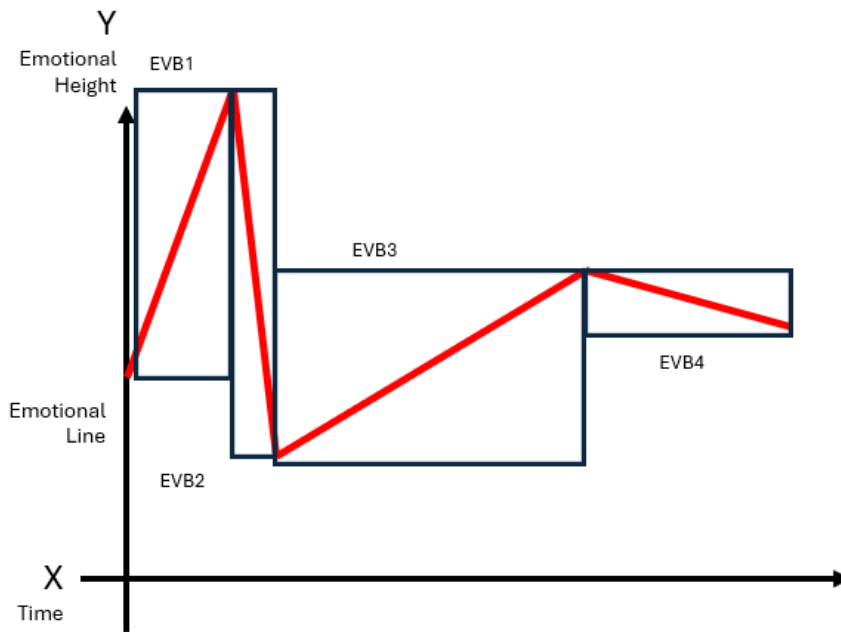 Y
Emotional
Height
EVB1
EVB3
EVB4
Emotional
Line
EVB2
X
Time